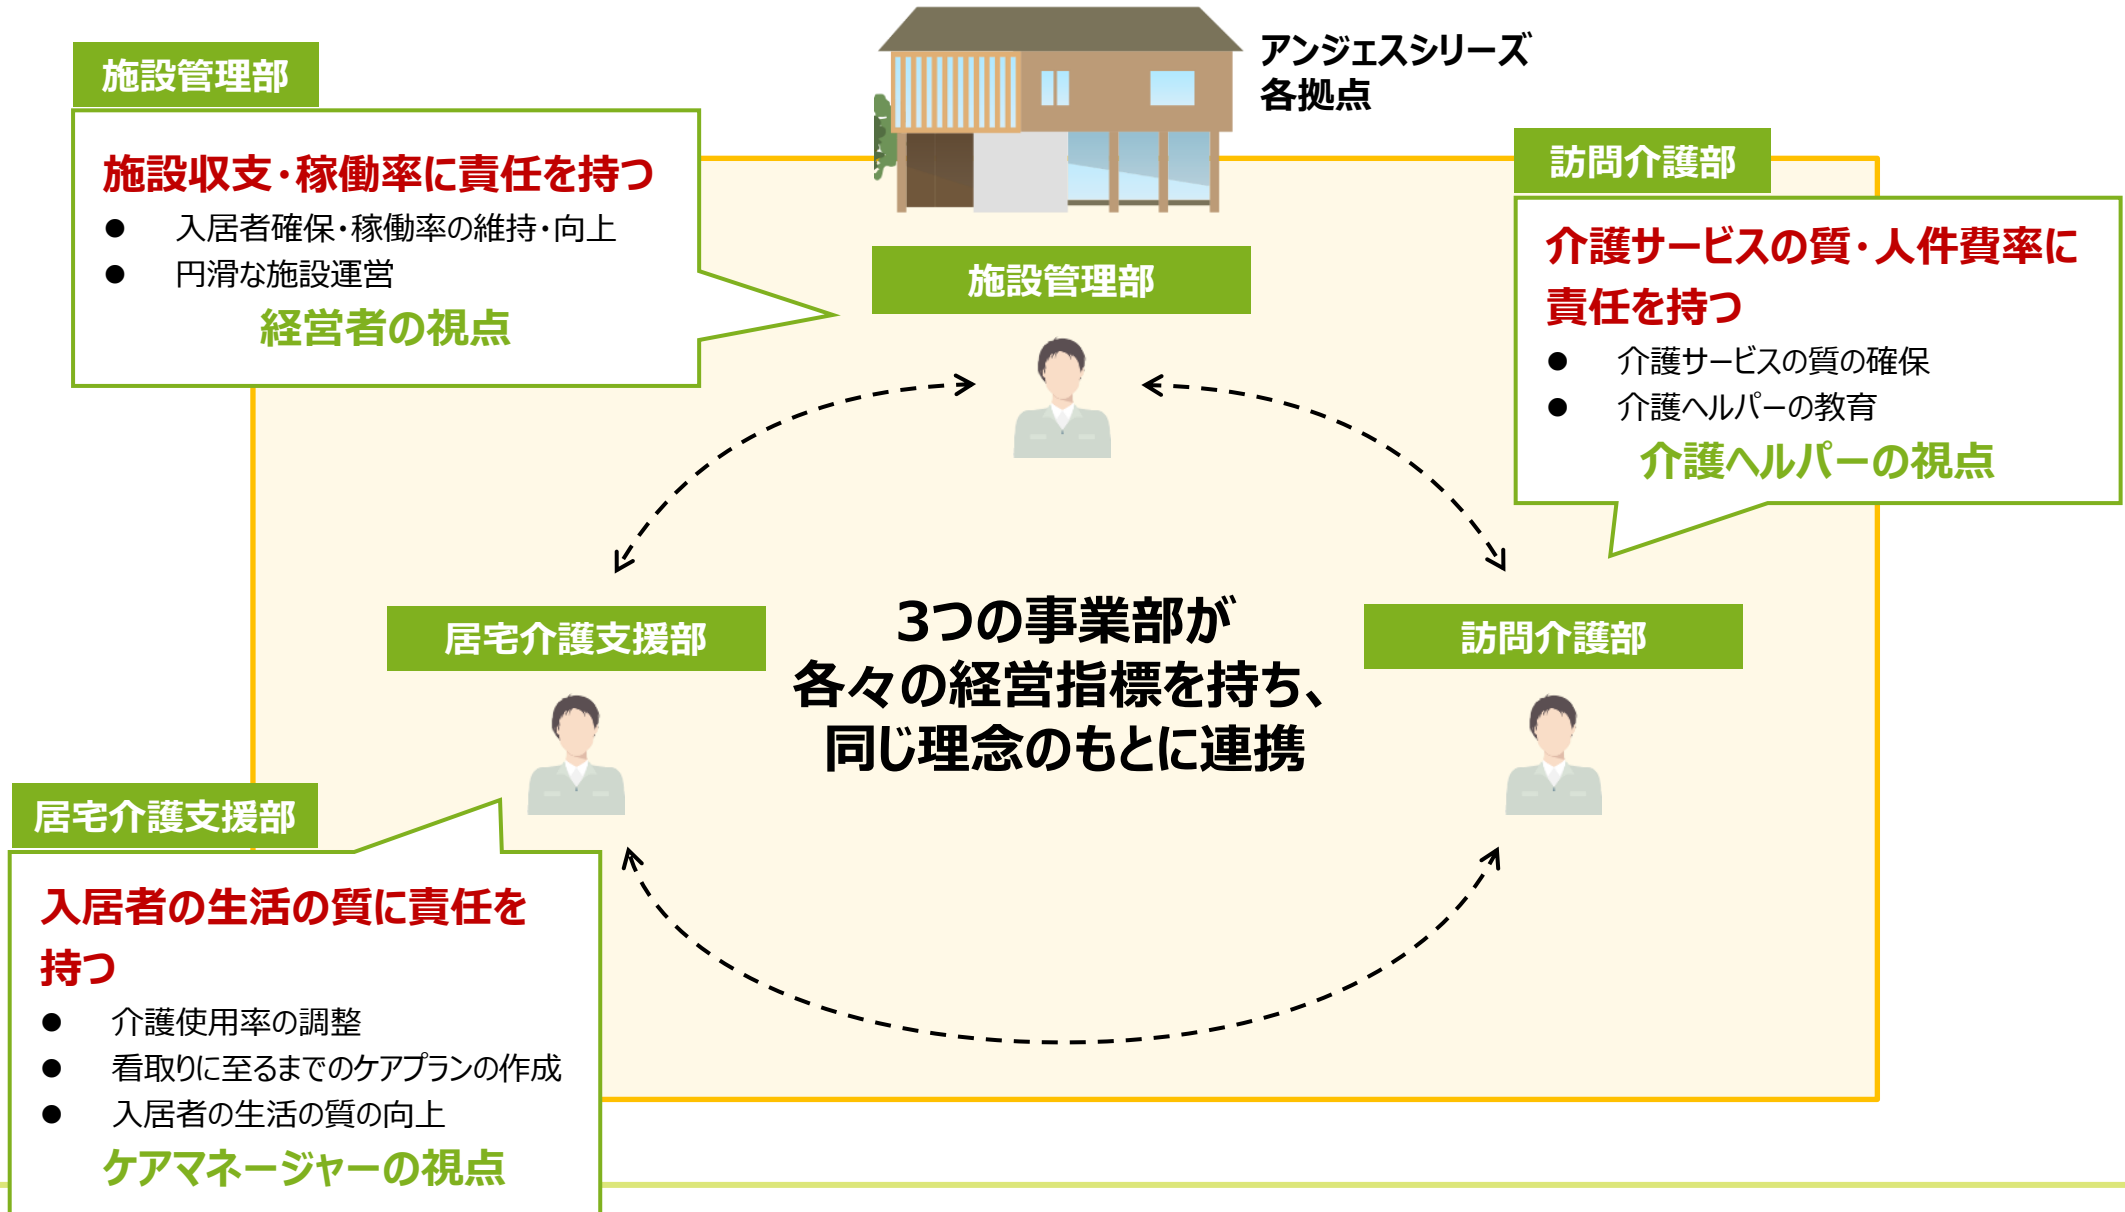 アンジェスシリーズ
各拠点
施設管理部
施設収支・稼働率に責任を持つ
● 入居者確保・稼働率の維持・向上
● 円滑な施設運営
経営者の視点
訪問介護部
介護サービスの質・人件費率に
責任を持つ
● 介護サービスの質の確保
● 介護ヘルパーの教育
介護ヘルパーの視点
施設管理部
居宅介護支援部
訪問介護部
3つの事業部が
各々の経営指標を持ち、
同じ理念のもとに連携
居宅介護支援部
入居者の生活の質に責任を
持つ
● 介護使用率の調整
● 看取りに至るまでのケアプランの作成
● 入居者の生活の質の向上
ケアマネージャーの視点